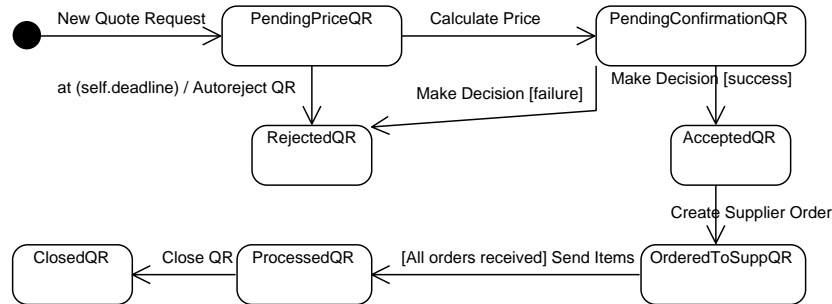 New Quote Request
PendingPriceQR
Calculate Price
PendingConfirmationQR
at (self.deadline) / Autoreject QR
Make Decision [failure]
Make Decision [success]
RejectedQR
AcceptedQR
Create Supplier Order
ClosedQR
Close QR
ProcessedQR
[All orders received] Send Items
OrderedToSuppQR